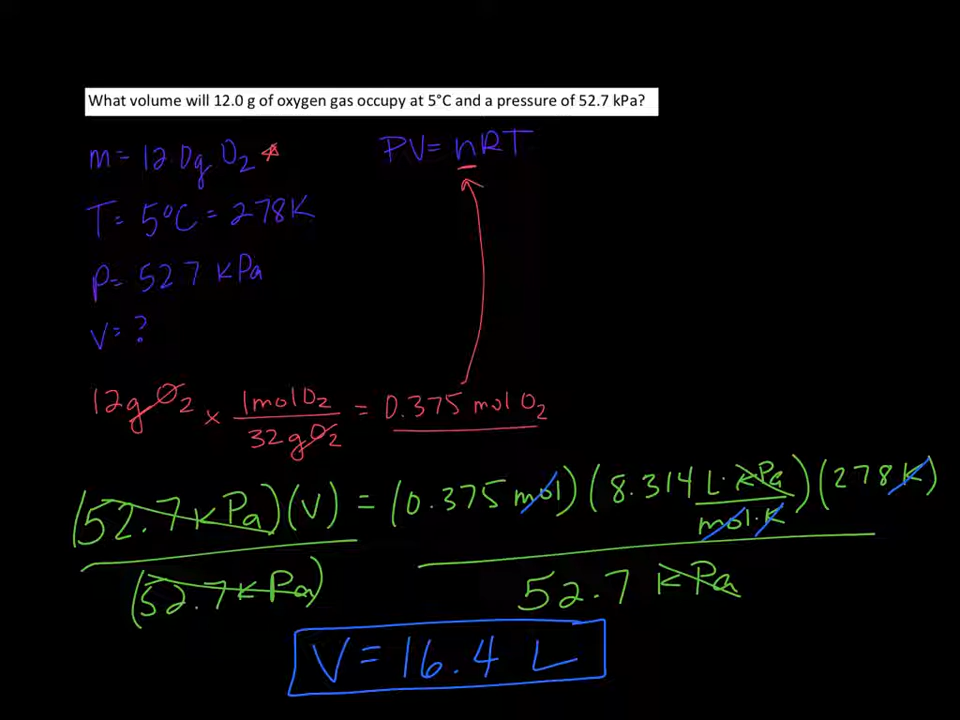 What volume will 12.0 g of oxygen gas occupy at 5°C and a pressure of 52.7 kPa?
m= 12.0g O₂ *
PV= nRT
T= 5°C = 278K
P= 52.7 kPa
V= ?
12g O₂ x 1mol O₂ / 32g O₂ = 0.375 mol O₂
(52.7 kPa)(V) / (52.7 kPa) = (0.375 mol)(8.314 L·kPa / mol·K)(278 K) / 52.7 kPa
V= 16.4 L